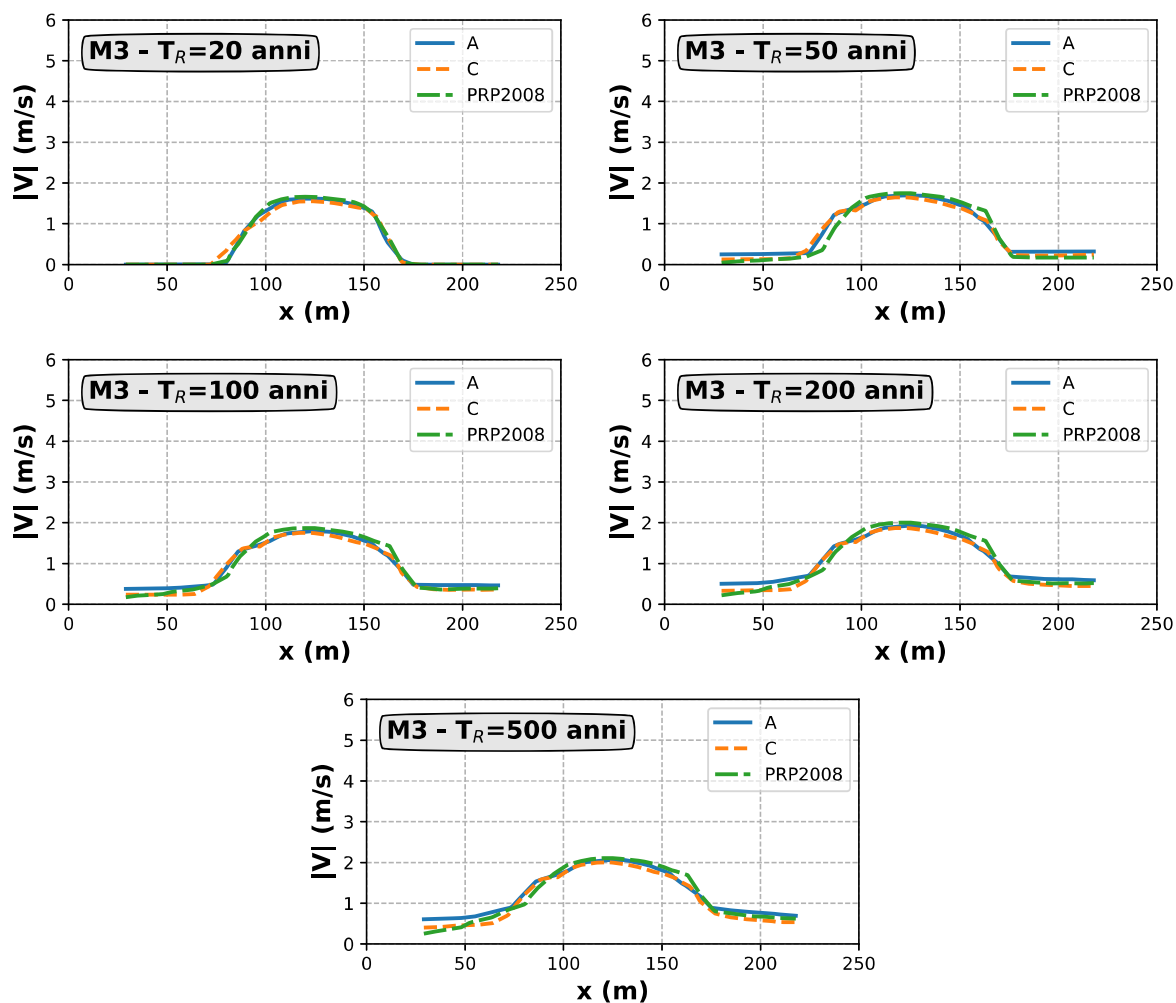 M3 - T_R=20 anni
A
C
PRP2008
|V| (m/s)
6
5
4
3
2
1
0
0 50 100 150 200 250
x (m)
M3 - T_R=50 anni
A
C
PRP2008
|V| (m/s)
6
5
4
3
2
1
0
0 50 100 150 200 250
x (m)
M3 - T_R=100 anni
A
C
PRP2008
|V| (m/s)
6
5
4
3
2
1
0
0 50 100 150 200 250
x (m)
M3 - T_R=200 anni
A
C
PRP2008
|V| (m/s)
6
5
4
3
2
1
0
0 50 100 150 200 250
x (m)
M3 - T_R=500 anni
A
C
PRP2008
|V| (m/s)
6
5
4
3
2
1
0
0 50 100 150 200 250
x (m)